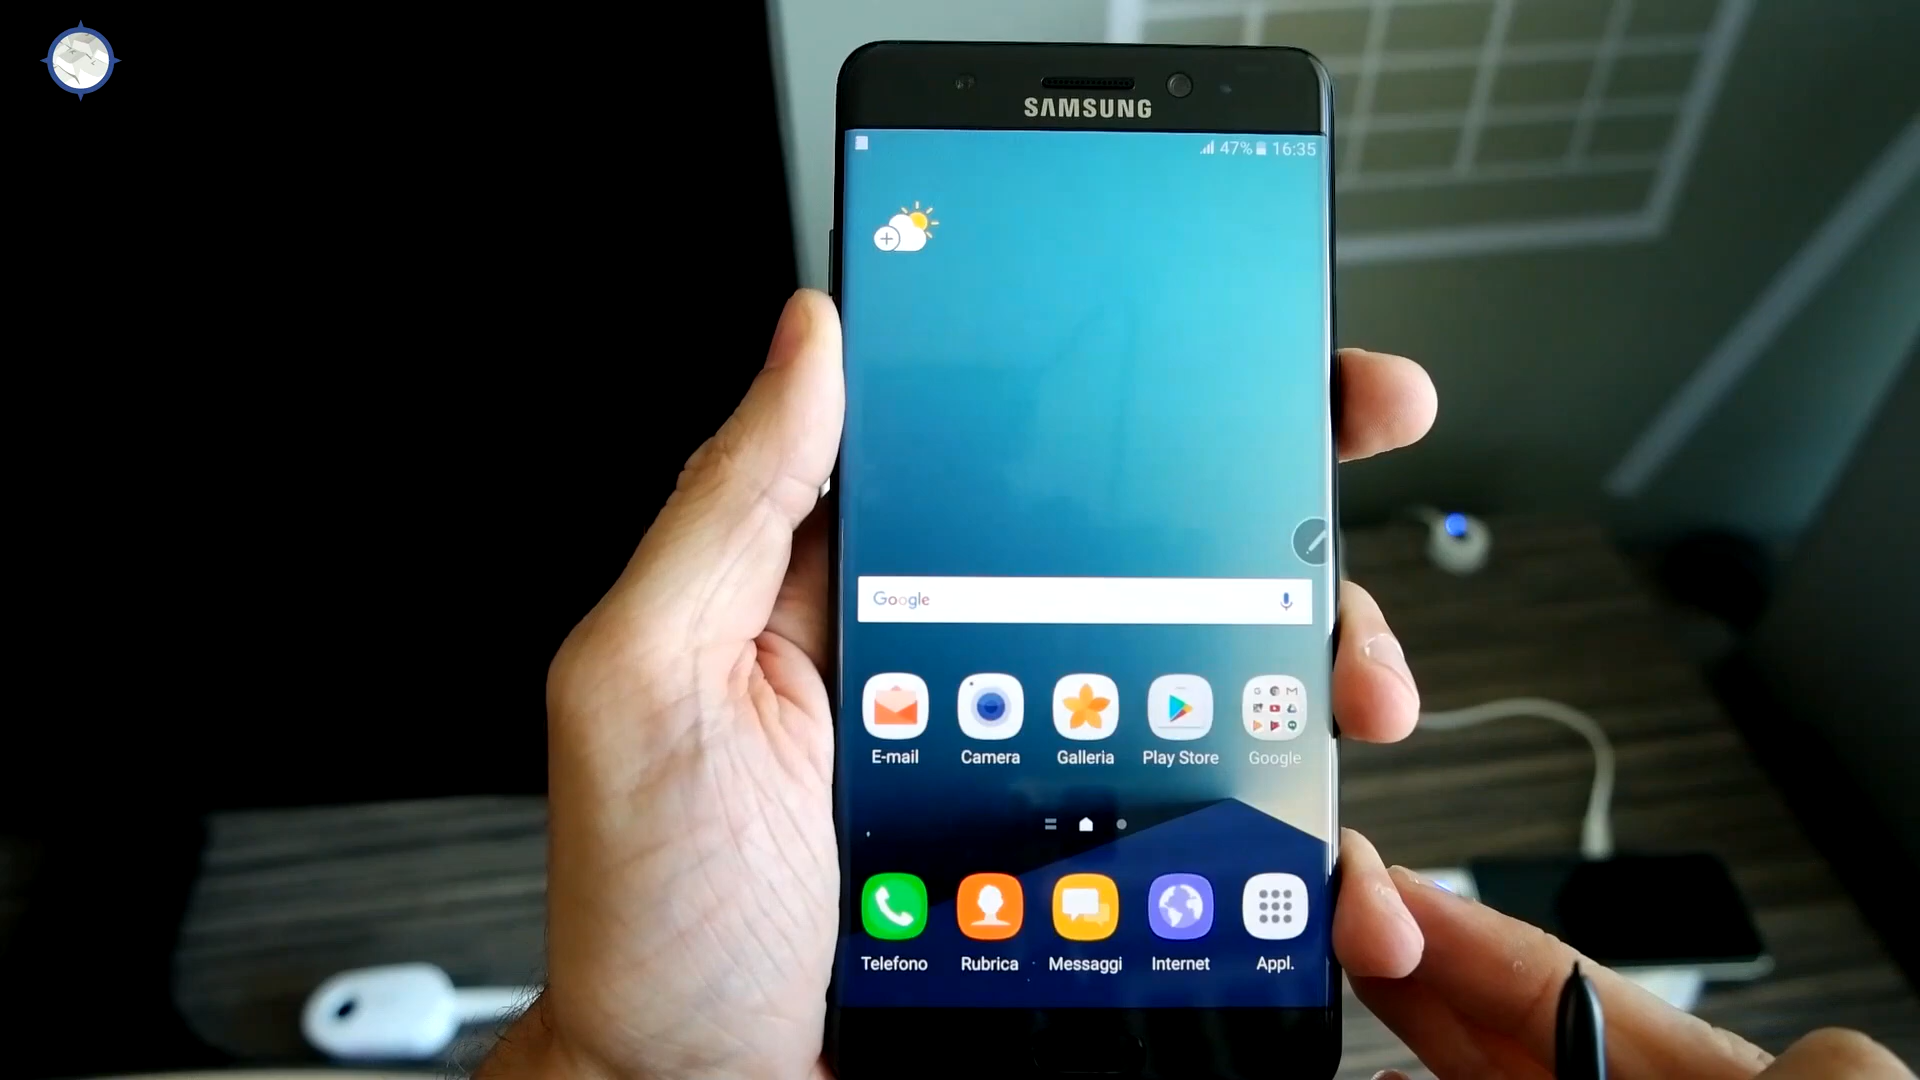 SAMSUNG
47% 16:35
Google
E-mail Camera Galleria Play Store Google
Telefono Rubrica Messaggi Internet Appl.